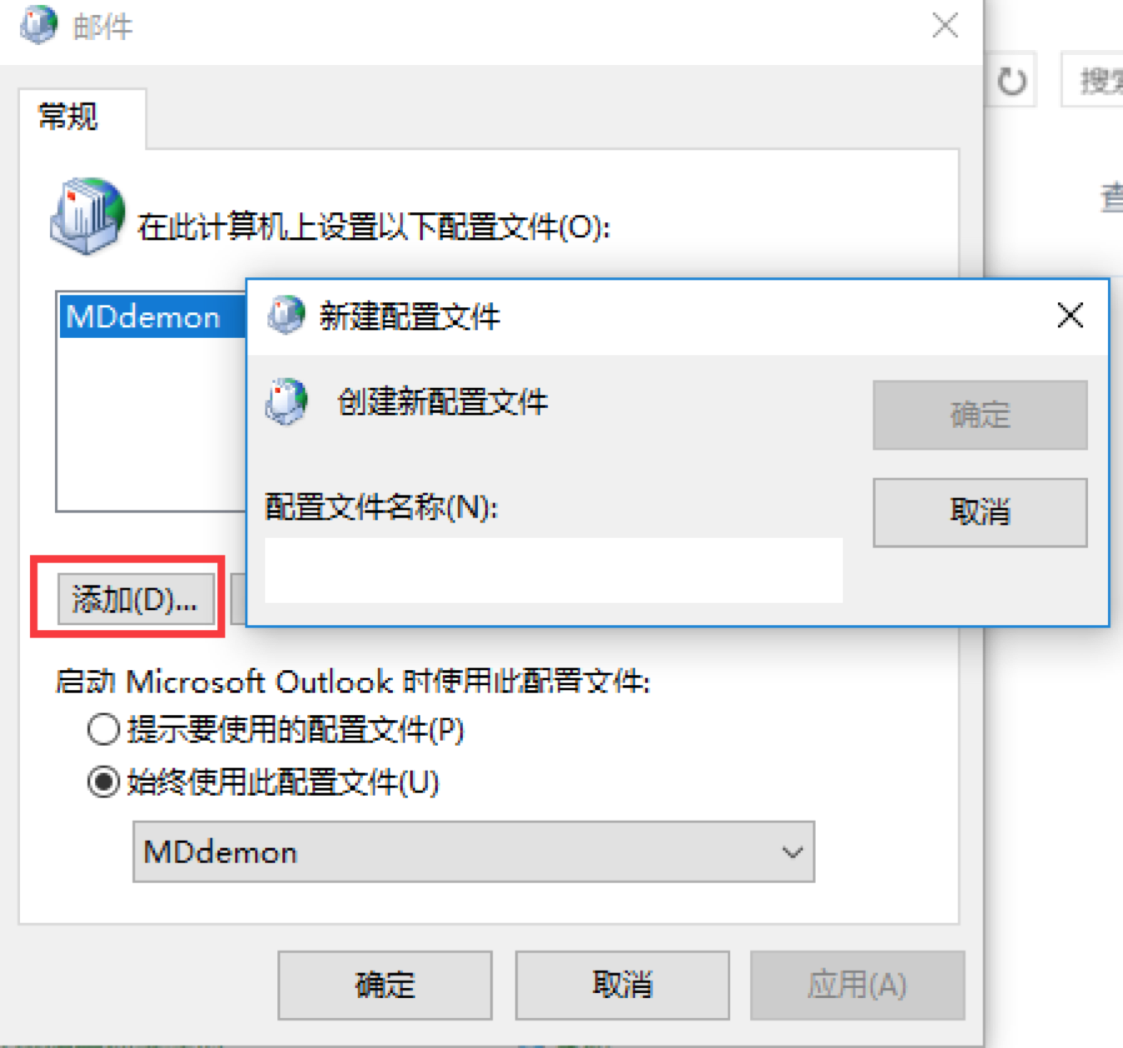 邮件
搜索
常规
查
在此计算机上设置以下配置文件(O):
MDdemon
新建配置文件
创建新配置文件
确定
配置文件名称(N):
取消
添加(D)...
启动 Microsoft Outlook 时使用此配置文件:
提示要使用的配置文件(P)
始终使用此配置文件(U)
MDdemon
确定
取消
应用(A)